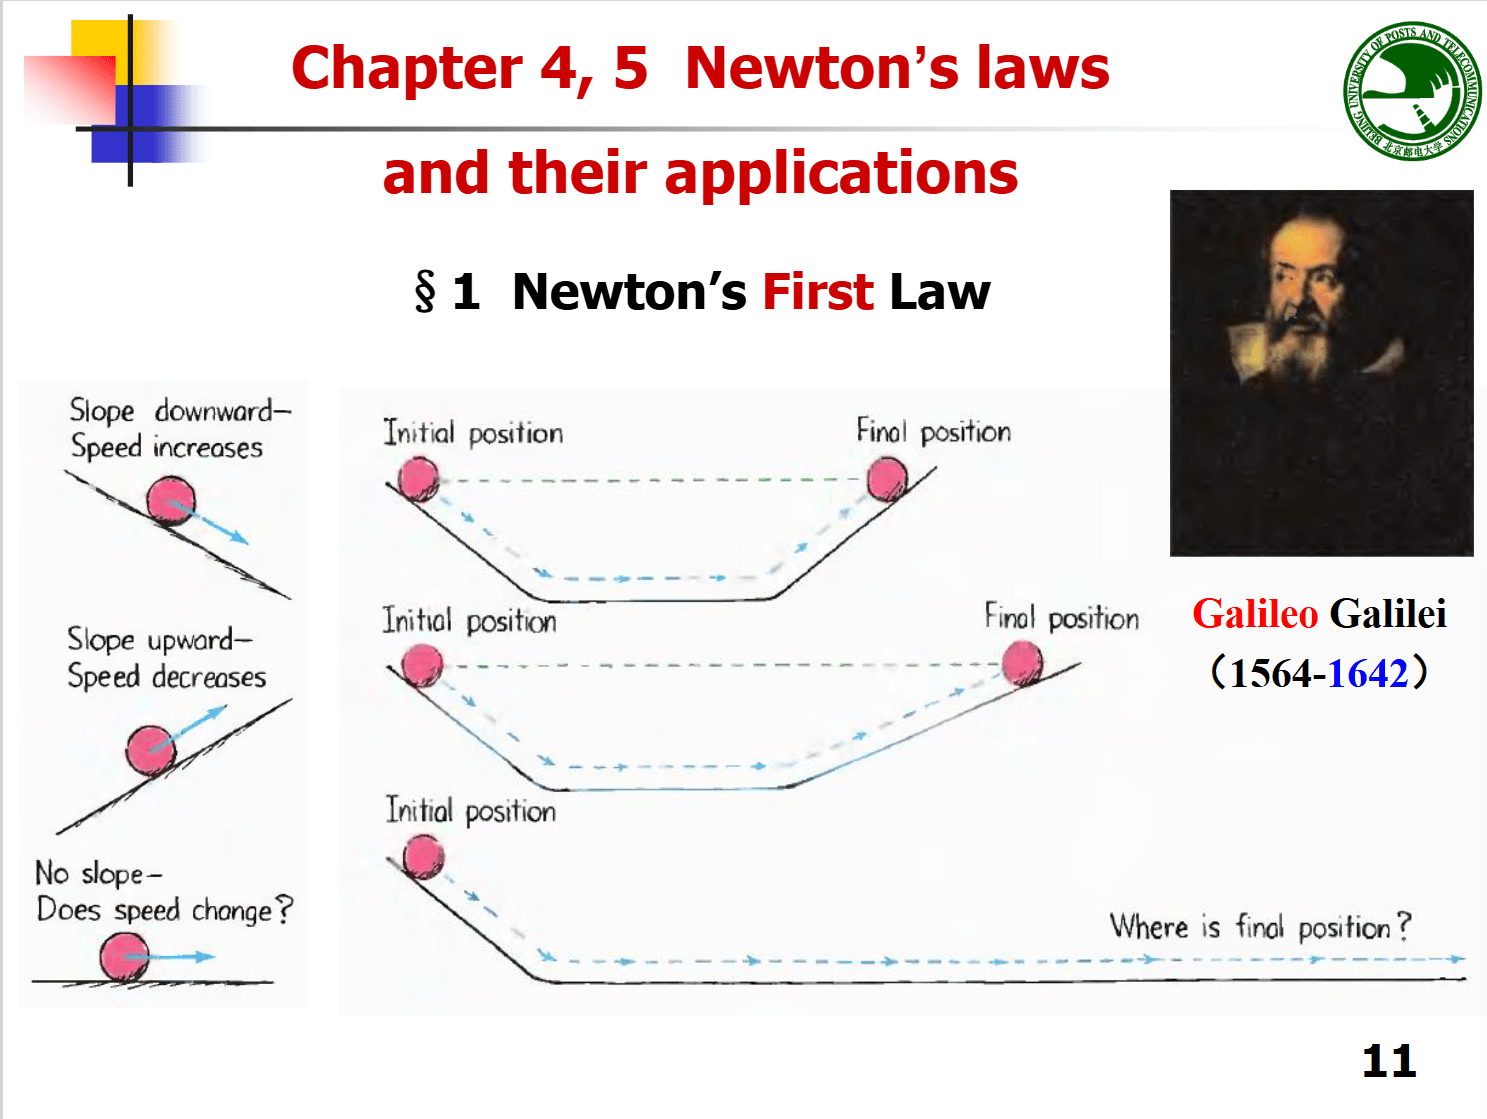 Chapter 4, 5 Newton’s laws
and their applications
BEIJING UNIVERSITY OF POSTS AND TELECOMMUNICATIONS
北京邮电大学
§1 Newton’s First Law
Slope downward—
Speed increases
Slope upward—
Speed decreases
No slope—
Does speed change?
Initial position
Final position
Initial position
Final position
Initial position
Where is final position?
Galileo Galilei
（1564-1642）
11